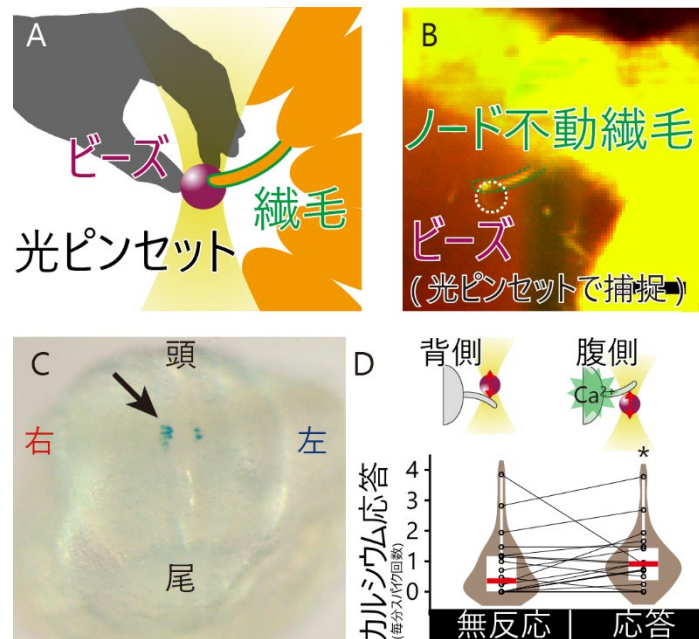 A
ビーズ
繊毛
光ピンセット
B
ノード不動繊毛
ビーズ
(光ピンセットで捕捉)
C
頭
右
左
尾
D
背側
腹側
Ca²⁺
*
カルシウム応答
(毎分スパイク回数)
4
3
2
1
0
無反応
応答